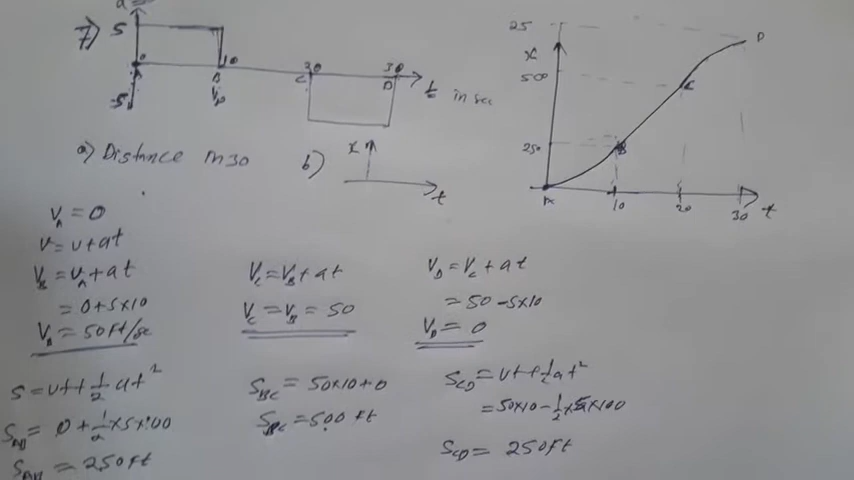 7)
5
-5
A
B
10
30
C
30
D
t in sec
a) Distance in 30
b) x
t
25
x
500
250
A
B
C
D
10
20
30
t
V_A = 0
V = u + at
V_B = V_A + at
= 0 + 5×10
V_B = 50 Ft/sc
S = ut + ½ at²
S_AB = 0 + ½ × 5×100
S_AB = 250 Ft
V_C = V_B + at
V_C = V_B = 50
S_BC = 50×10+0
S_BC = 500 ft
V_D = V_C + at
= 50 - 5×10
V_D = 0
S_CD = ut + ½ at²
= 50×10 - ½ × 5 × 100
S_CD = 250 ft